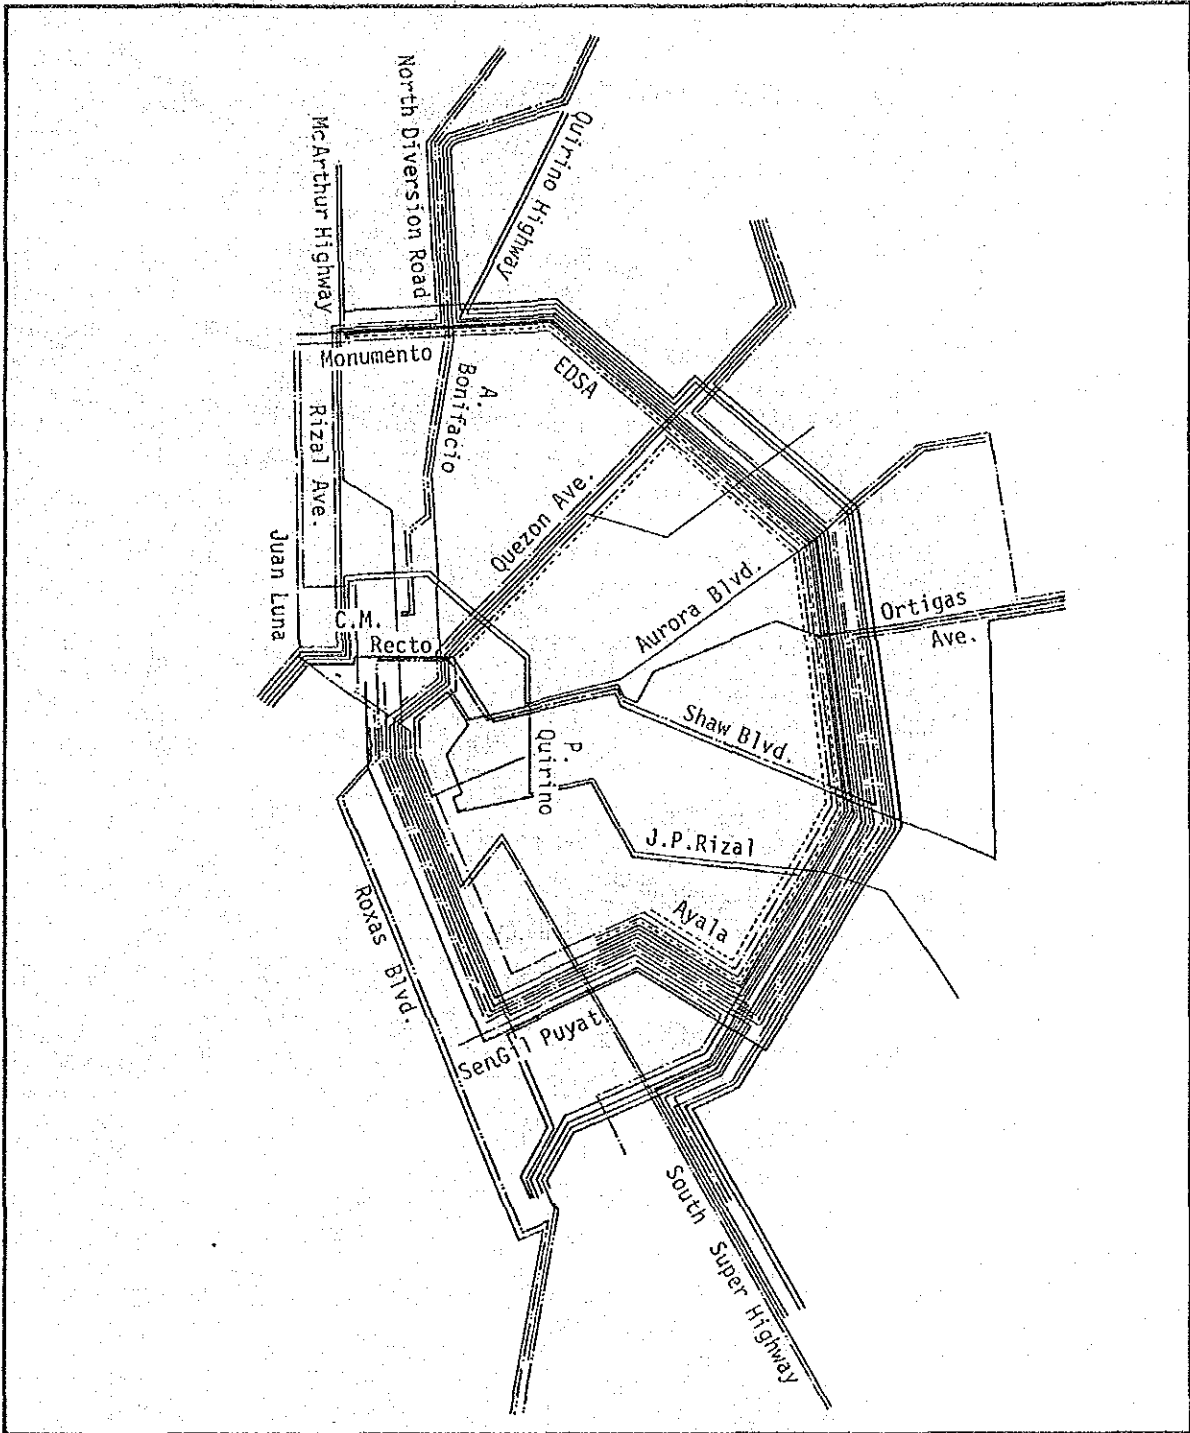 North Diversion Road
McArthur Highway
Quirino Highway
Monumento
EDSA
A.
Bonifacio
Rizal Ave.
Quezon Ave.
Juan Luna
C.M.
Recto
Aurora Blvd.
Ortigas
Ave.
Shaw Blvd.
P.
Quirino
J.P.Rizal
Ayala
Roxas Blvd.
SenGil Puyat
South Super Highway